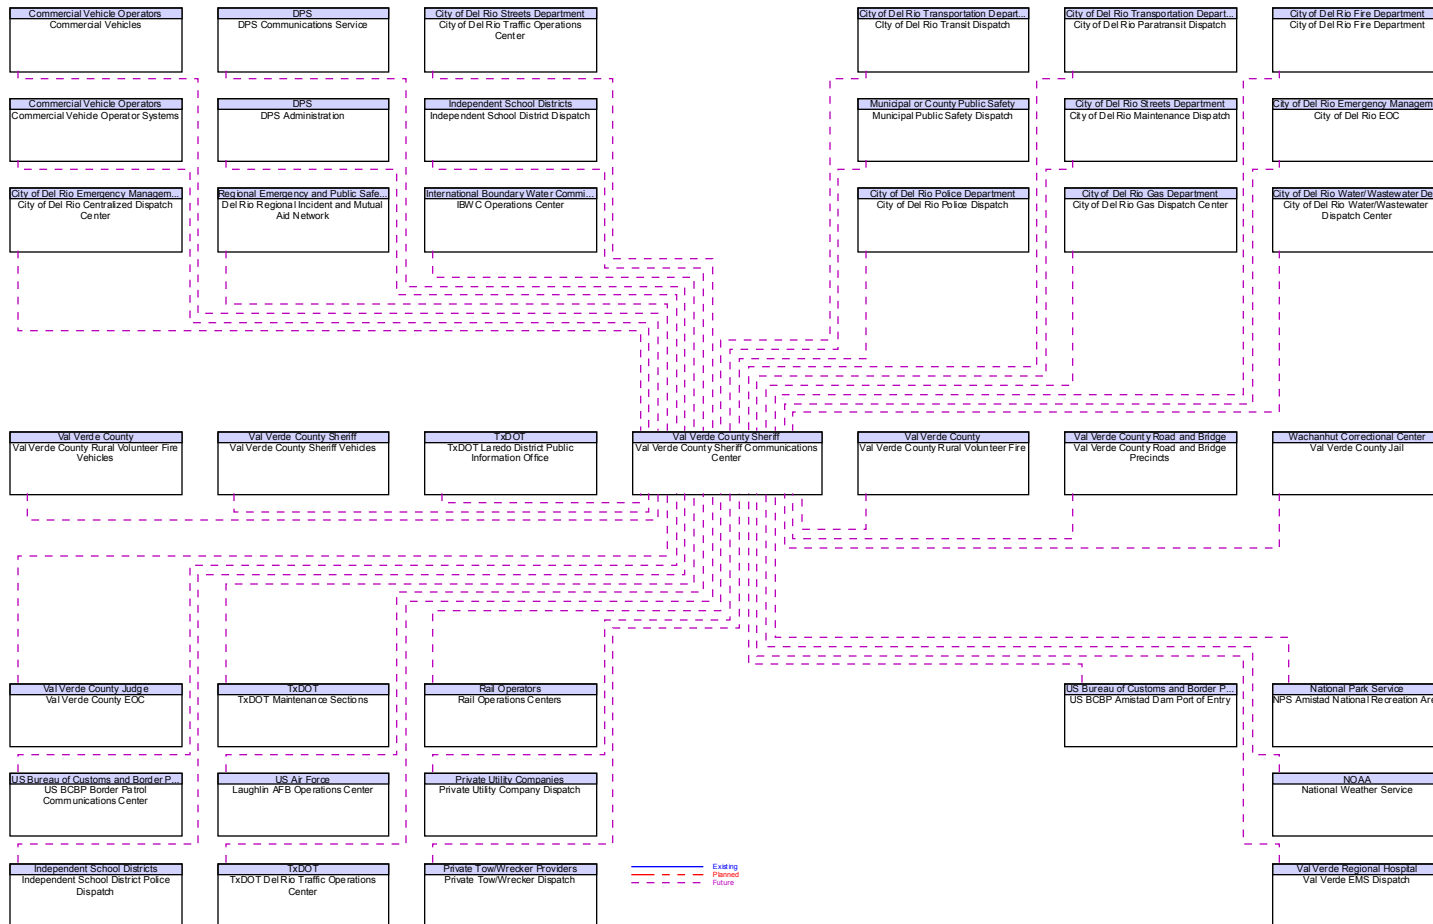 Commercial Vehicle Operators
Commercial Vehicles
DPS
DPS Communications Service
City of Del Rio Streets Department
City of Del Rio Traffic Operations
Center
City of Del Rio Transportation Depart...
City of Del Rio Transit Dispatch
City of Del Rio Transportation Depart...
City of Del Rio Paratransit Dispatch
City of Del Rio Fire Department
City of Del Rio Fire Department
Commercial Vehicle Operators
Commercial Vehicle Operator Systems
DPS
DPS Administration
Independent School Districts
Independent School District Dispatch
Municipal or County Public Safety
Municipal Public Safety Dispatch
City of Del Rio Streets Department
City of Del Rio Maintenance Dispatch
City of Del Rio Emergency Managem
City of Del Rio EOC
City of Del Rio Emergency Managem...
City of Del Rio Centralized Dispatch
Center
Regional Emergency and Public Safe...
Del Rio Regional Incident and Mutual
Aid Network
International Boundary Water Commi...
IBWC Operations Center
City of Del Rio Police Department
City of Del Rio Police Dispatch
City of Del Rio Gas Department
City of Del Rio Gas Dispatch Center
City of Del Rio Water/Wastewater De
City of Del Rio Water/Wastewater
Dispatch Center
Val Verde County
Val Verde County Rural Volunteer Fire
Vehicles
Val Verde County Sheriff
Val Verde County Sheriff Vehicles
TxDOT
TxDOT Laredo District Public
Information Office
Val Verde County Sheriff
Val Verde County Sheriff Communications
Center
Val Verde County
Val Verde County Rural Volunteer Fire
Val Verde County Road and Bridge
Val Verde County Road and Bridge
Precincts
Wachanhut Correctional Center
Val Verde County Jail
Val Verde County Judge
Val Verde County EOC
TxDOT
TxDOT Maintenance Sections
Rail Operators
Rail Operations Centers
US Bureau of Customs and Border P...
US BCBP Amistad Dam Port of Entry
National Park Service
NPS Amistad National Recreation Are
US Bureau of Customs and Border P...
US BCBP Border Patrol
Communications Center
US Air Force
Laughlin AFB Operations Center
Private Utility Companies
Private Utility Company Dispatch
NOAA
National Weather Service
Independent School Districts
Independent School District Police
Dispatch
TxDOT
TxDOT Del Rio Traffic Operations
Center
Private Tow/Wrecker Providers
Private Tow/Wrecker Dispatch
Existing
Planned
Future
Val Verde Regional Hospital
Val Verde EMS Dispatch